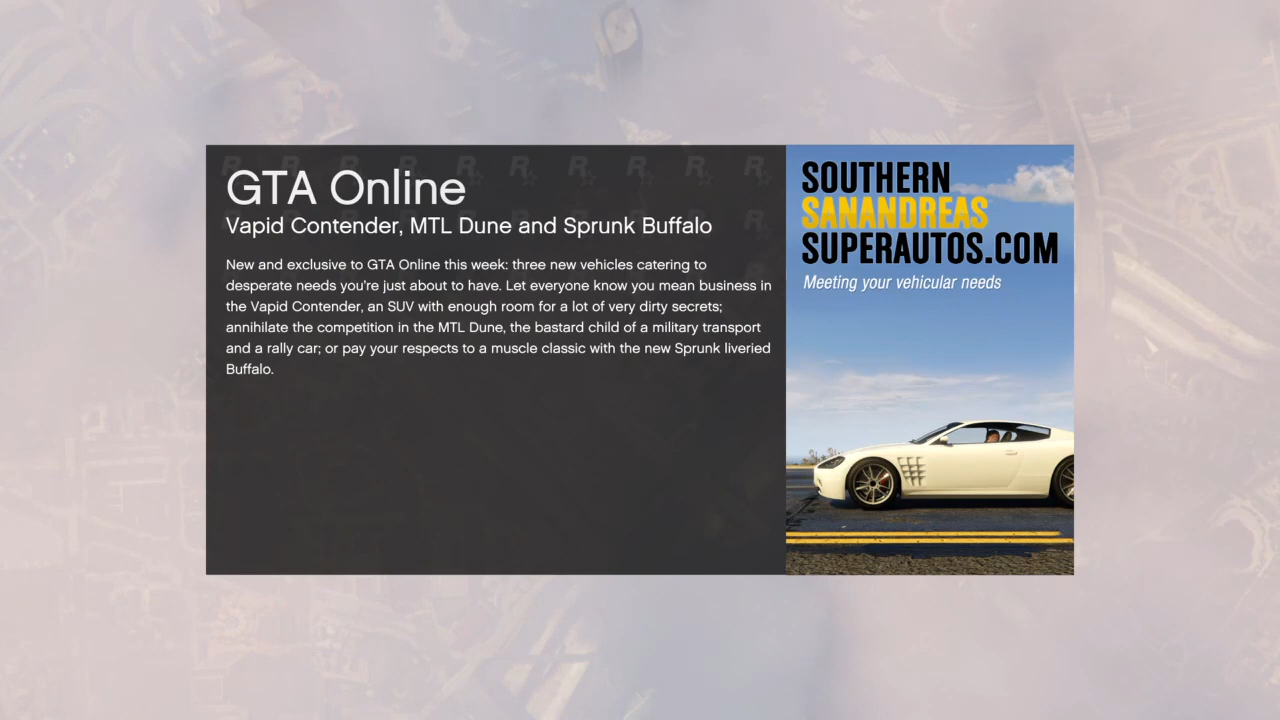 GTA Online
Vapid Contender, MTL Dune and Sprunk Buffalo
New and exclusive to GTA Online this week: three new vehicles catering to
desperate needs you're just about to have. Let everyone know you mean business in
the Vapid Contender, an SUV with enough room for a lot of very dirty secrets;
annihilate the competition in the MTL Dune, the bastard child of a military transport
and a rally car; or pay your respects to a muscle classic with the new Sprunk liveried
Buffalo.
SOUTHERN
SANANDREAS
SUPERAUTOS.COM
Meeting your vehicular needs